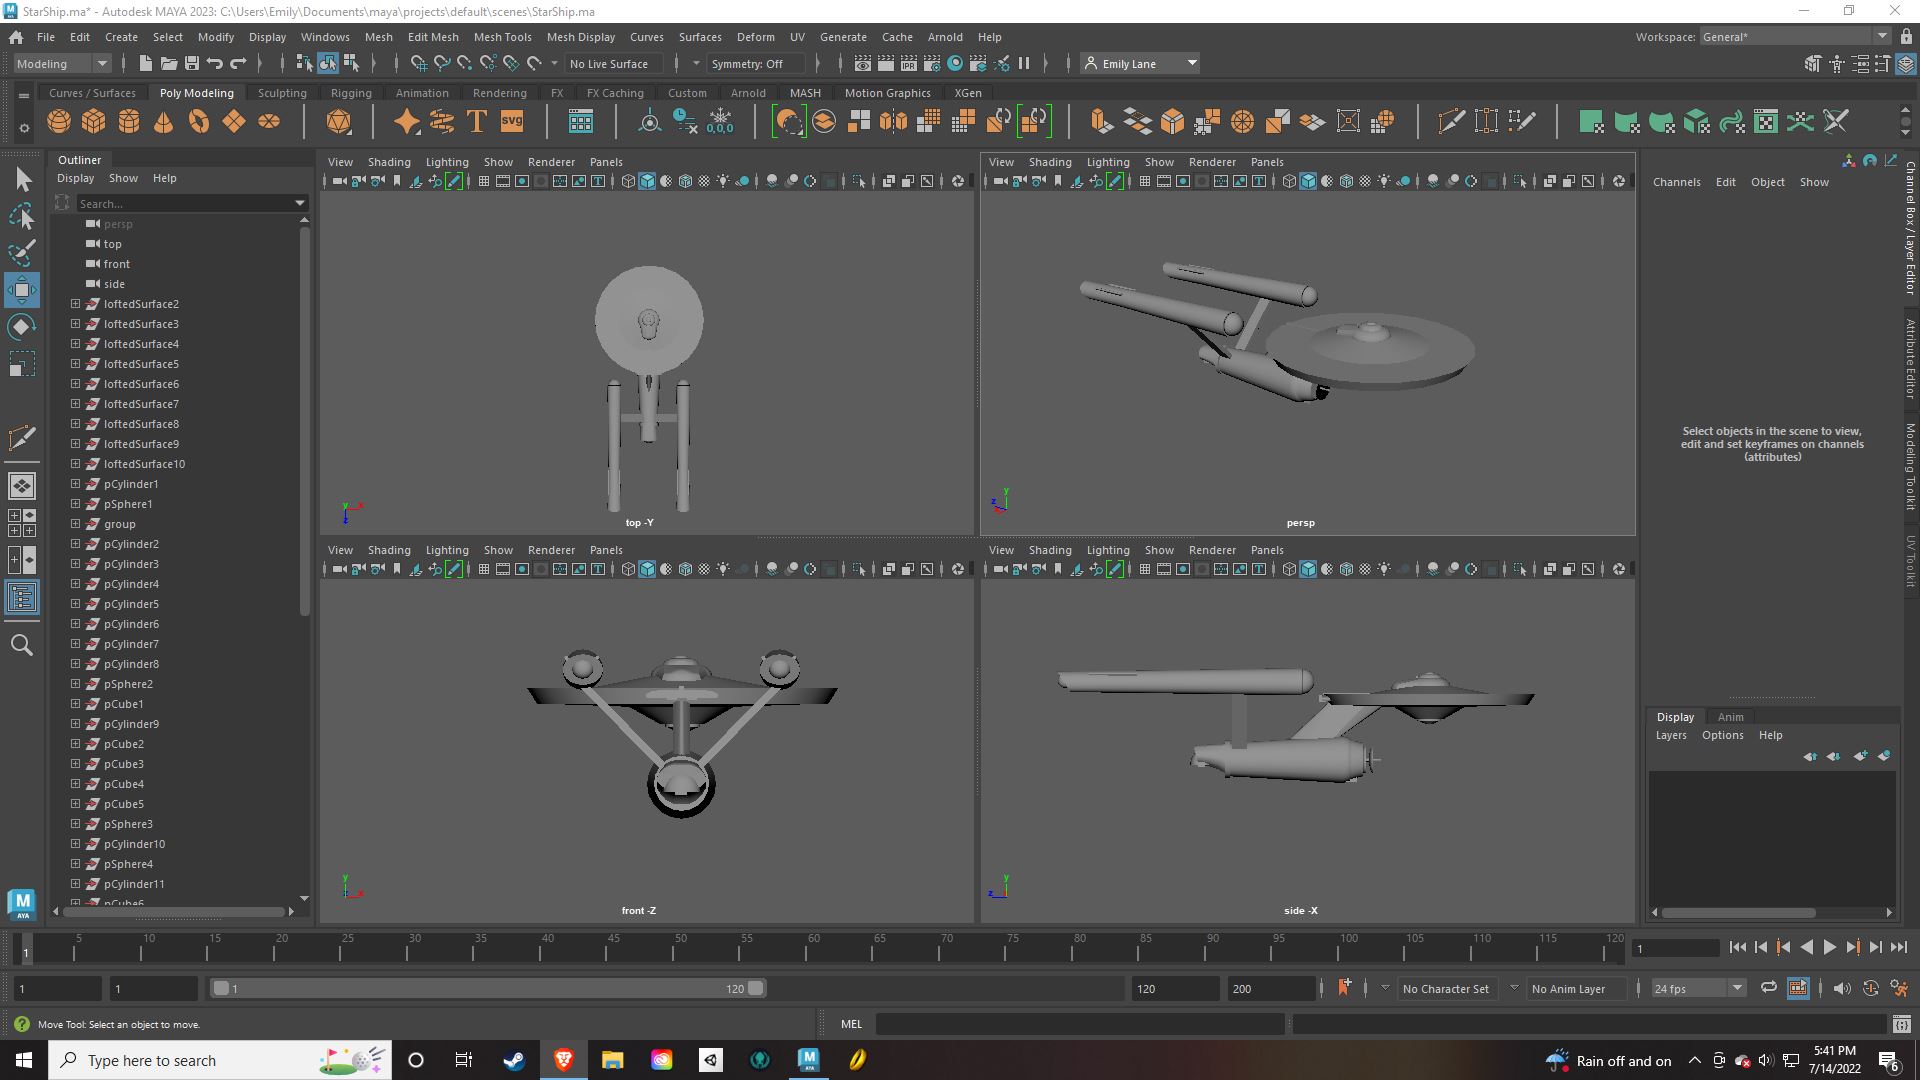 StarShip.ma* - Autodesk MAYA 2023: C:\Users\Emily\Documents\maya\projects\default\scenes\StarShip.ma
File Edit Create Select Modify Display Windows Mesh Edit Mesh Mesh Tools Mesh Display Curves Surfaces Deform UV Generate Cache Arnold Help
Workspace: General*
Modeling
No Live Surface
Symmetry: Off
IPR
Emily Lane
Curves / Surfaces Poly Modeling Sculpting Rigging Animation Rendering FX FX Caching Custom Arnold MASH Motion Graphics XGen
T
SVG
0,0,0
Outliner
Display Show Help
Search...
persp
top
front
side
loftedSurface2
loftedSurface3
loftedSurface4
loftedSurface5
loftedSurface6
loftedSurface7
loftedSurface8
loftedSurface9
loftedSurface10
pCylinder1
pSphere1
group
pCylinder2
pCylinder3
pCylinder4
pCylinder5
pCylinder6
pCylinder7
pCylinder8
pSphere2
pCube1
pCylinder9
pCube2
pCube3
pCube4
pCube5
pSphere3
pCylinder10
pSphere4
pCylinder11
pCube6
View Shading Lighting Show Renderer Panels
y x z
top -Y
View Shading Lighting Show Renderer Panels
y z x
persp
View Shading Lighting Show Renderer Panels
y x
front -Z
View Shading Lighting Show Renderer Panels
y z
side -X
Channels Edit Object Show
Select objects in the scene to view,
edit and set keyframes on channels
(attributes)
Channel Box / Layer Editor
Attribute Editor
Modeling Toolkit
UV Toolkit
Display Anim
Layers Options Help
M
AYA
1 5 10 15 20 25 30 35 40 45 50 55 60 65 70 75 80 85 90 95 100 105 110 115 120
1
1 1 1 120 120 200
No Character Set
No Anim Layer
24 fps
Move Tool: Select an object to move.
MEL
Type here to search
M
AYA
Rain off and on
5:41 PM
7/14/2022
6